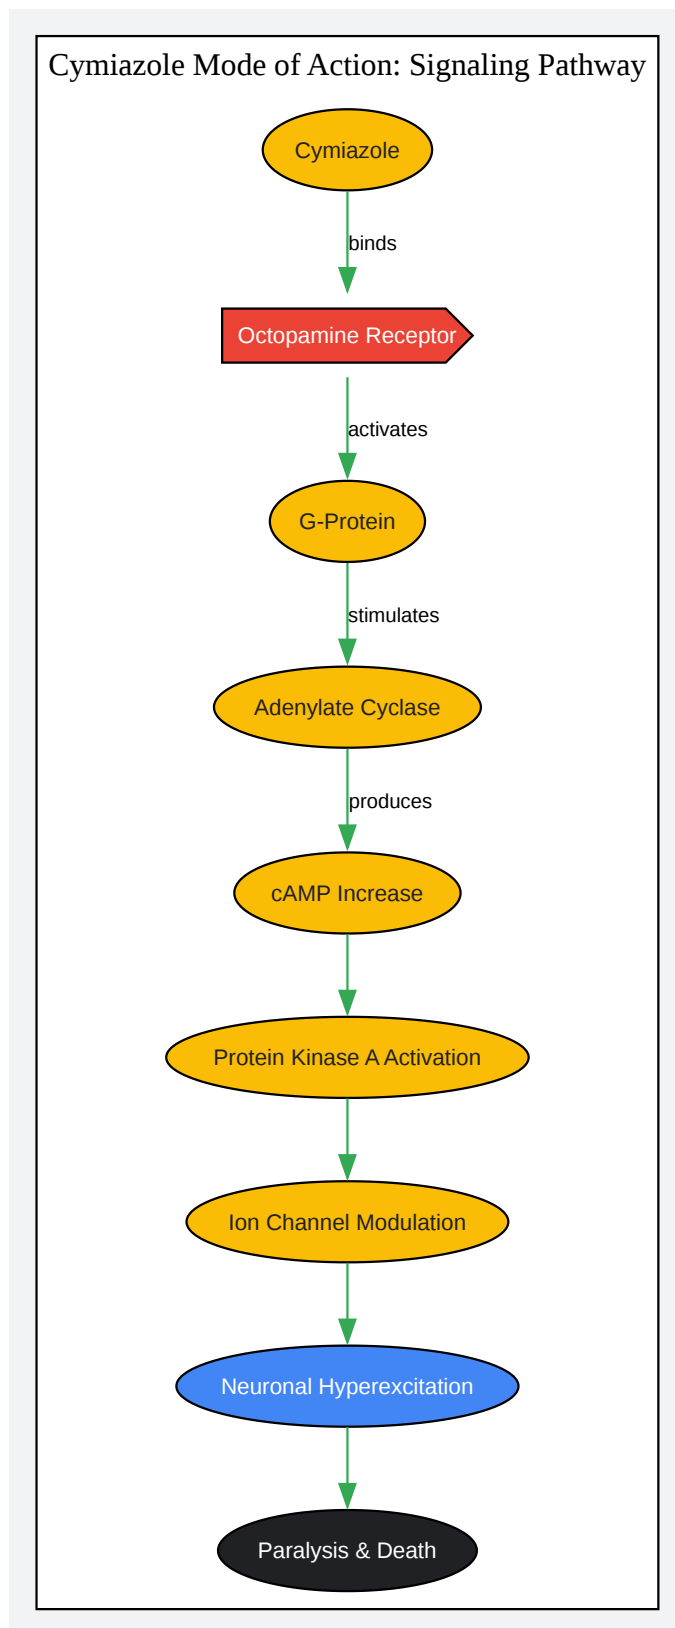 Cymiazole Mode of Action: Signaling Pathway
Cymiazole
binds
Octopamine Receptor
activates
G-Protein
stimulates
Adenylate Cyclase
produces
cAMP Increase
Protein Kinase A Activation
Ion Channel Modulation
Neuronal Hyperexcitation
Paralysis & Death